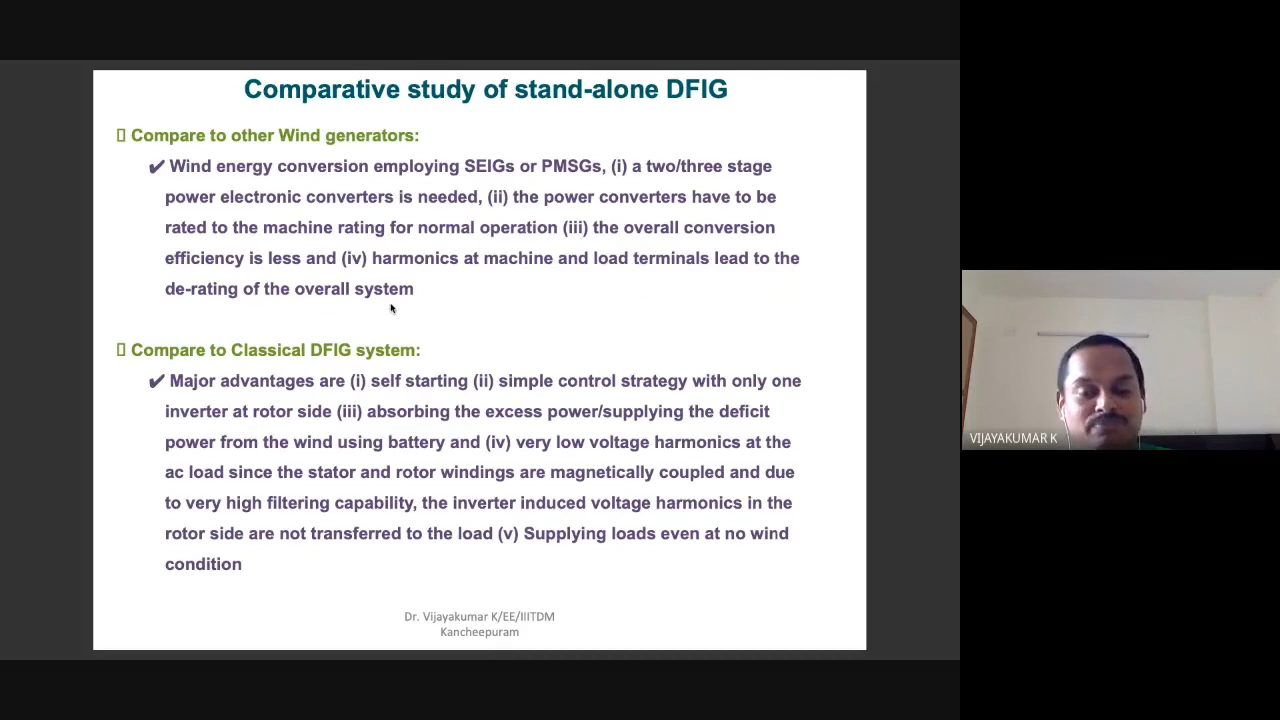 Comparative study of stand-alone DFIG
Compare to other Wind generators:
✔ Wind energy conversion employing SEIGs or PMSGs, (i) a two/three stage
power electronic converters is needed, (ii) the power converters have to be
rated to the machine rating for normal operation (iii) the overall conversion
efficiency is less and (iv) harmonics at machine and load terminals lead to the
de-rating of the overall system
Compare to Classical DFIG system:
✔ Major advantages are (i) self starting (ii) simple control strategy with only one
inverter at rotor side (iii) absorbing the excess power/supplying the deficit
power from the wind using battery and (iv) very low voltage harmonics at the
ac load since the stator and rotor windings are magnetically coupled and due
to very high filtering capability, the inverter induced voltage harmonics in the
rotor side are not transferred to the load (v) Supplying loads even at no wind
condition
Dr. Vijayakumar K/EE/IIITDM
Kancheepuram
VIJAYAKUMAR K